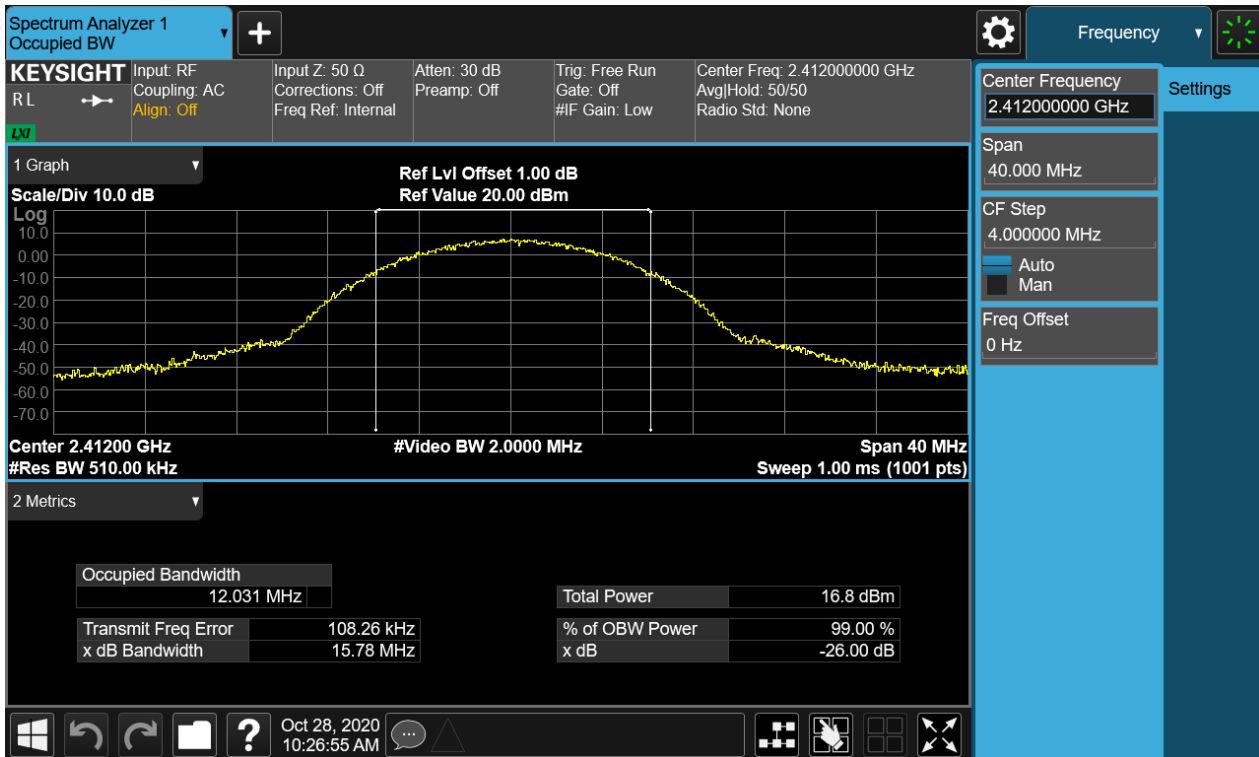 Spectrum Analyzer 1
Occupied BW
+
Frequency
KEYSIGHT
R L
LXI
Input: RF
Coupling: AC
Align: Off
Input Z: 50 Ω
Corrections: Off
Freq Ref: Internal
Atten: 30 dB
Preamp: Off
Trig: Free Run
Gate: Off
#IF Gain: Low
Center Freq: 2.412000000 GHz
Avg|Hold: 50/50
Radio Std: None
Center Frequency
2.412000000 GHz
Settings
Span
40.000 MHz
CF Step
4.000000 MHz
Auto
Man
Freq Offset
0 Hz
1 Graph
Scale/Div 10.0 dB
Ref Lvl Offset 1.00 dB
Ref Value 20.00 dBm
Log
10.0
0.00
-10.0
-20.0
-30.0
-40.0
-50.0
-60.0
-70.0
Center 2.41200 GHz
#Video BW 2.0000 MHz
Span 40 MHz
#Res BW 510.00 kHz
Sweep 1.00 ms (1001 pts)
2 Metrics
Occupied Bandwidth
12.031 MHz
Total Power 16.8 dBm
Transmit Freq Error 108.26 kHz
% of OBW Power 99.00 %
x dB Bandwidth 15.78 MHz
x dB -26.00 dB
?
Oct 28, 2020
10:26:55 AM